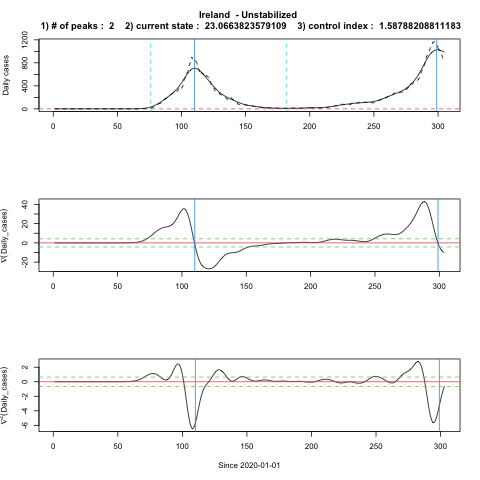 Ireland - Unstabilized
1) # of peaks : 2 2) current state : 23.0663823579109 3) control index : 1.58788208811183
Daily cases
0 400 800 1200
0 50 100 150 200 250 300
∇(Daily_cases)
-20 0 20 40
0 50 100 150 200 250 300
∇²(Daily_cases)
-6 -4 -2 0 2
0 50 100 150 200 250 300
Since 2020-01-01